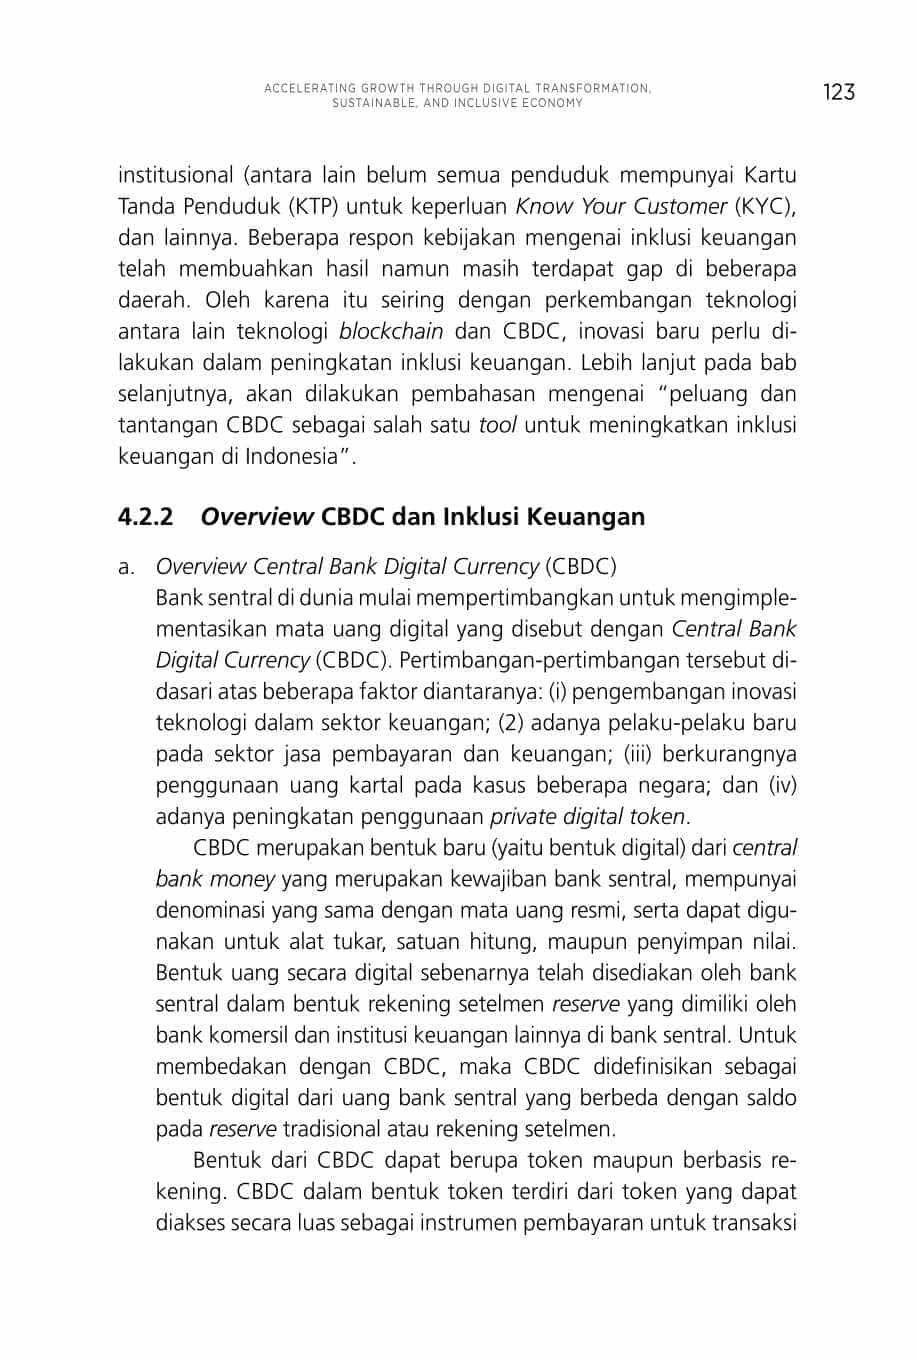 ACCELERATING GROWTH THROUGH DIGITAL TRANSFORMATION,
SUSTAINABLE, AND INCLUSIVE ECONOMY
123
institusional (antara lain belum semua penduduk mempunyai Kartu
Tanda Penduduk (KTP) untuk keperluan Know Your Customer (KYC),
dan lainnya. Beberapa respon kebijakan mengenai inklusi keuangan
telah membuahkan hasil namun masih terdapat gap di beberapa
daerah. Oleh karena itu seiring dengan perkembangan teknologi
antara lain teknologi blockchain dan CBDC, inovasi baru perlu di-
lakukan dalam peningkatan inklusi keuangan. Lebih lanjut pada bab
selanjutnya, akan dilakukan pembahasan mengenai “peluang dan
tantangan CBDC sebagai salah satu tool untuk meningkatkan inklusi
keuangan di Indonesia”.
4.2.2 Overview CBDC dan Inklusi Keuangan
a. Overview Central Bank Digital Currency (CBDC)
Bank sentral di dunia mulai mempertimbangkan untuk mengimple-
mentasikan mata uang digital yang disebut dengan Central Bank
Digital Currency (CBDC). Pertimbangan-pertimbangan tersebut di-
dasari atas beberapa faktor diantaranya: (i) pengembangan inovasi
teknologi dalam sektor keuangan; (2) adanya pelaku-pelaku baru
pada sektor jasa pembayaran dan keuangan; (iii) berkurangnya
penggunaan uang kartal pada kasus beberapa negara; dan (iv)
adanya peningkatan penggunaan private digital token.
CBDC merupakan bentuk baru (yaitu bentuk digital) dari central
bank money yang merupakan kewajiban bank sentral, mempunyai
denominasi yang sama dengan mata uang resmi, serta dapat digu-
nakan untuk alat tukar, satuan hitung, maupun penyimpan nilai.
Bentuk uang secara digital sebenarnya telah disediakan oleh bank
sentral dalam bentuk rekening setelmen reserve yang dimiliki oleh
bank komersil dan institusi keuangan lainnya di bank sentral. Untuk
membedakan dengan CBDC, maka CBDC didefinisikan sebagai
bentuk digital dari uang bank sentral yang berbeda dengan saldo
pada reserve tradisional atau rekening setelmen.
Bentuk dari CBDC dapat berupa token maupun berbasis re-
kening. CBDC dalam bentuk token terdiri dari token yang dapat
diakses secara luas sebagai instrumen pembayaran untuk transaksi